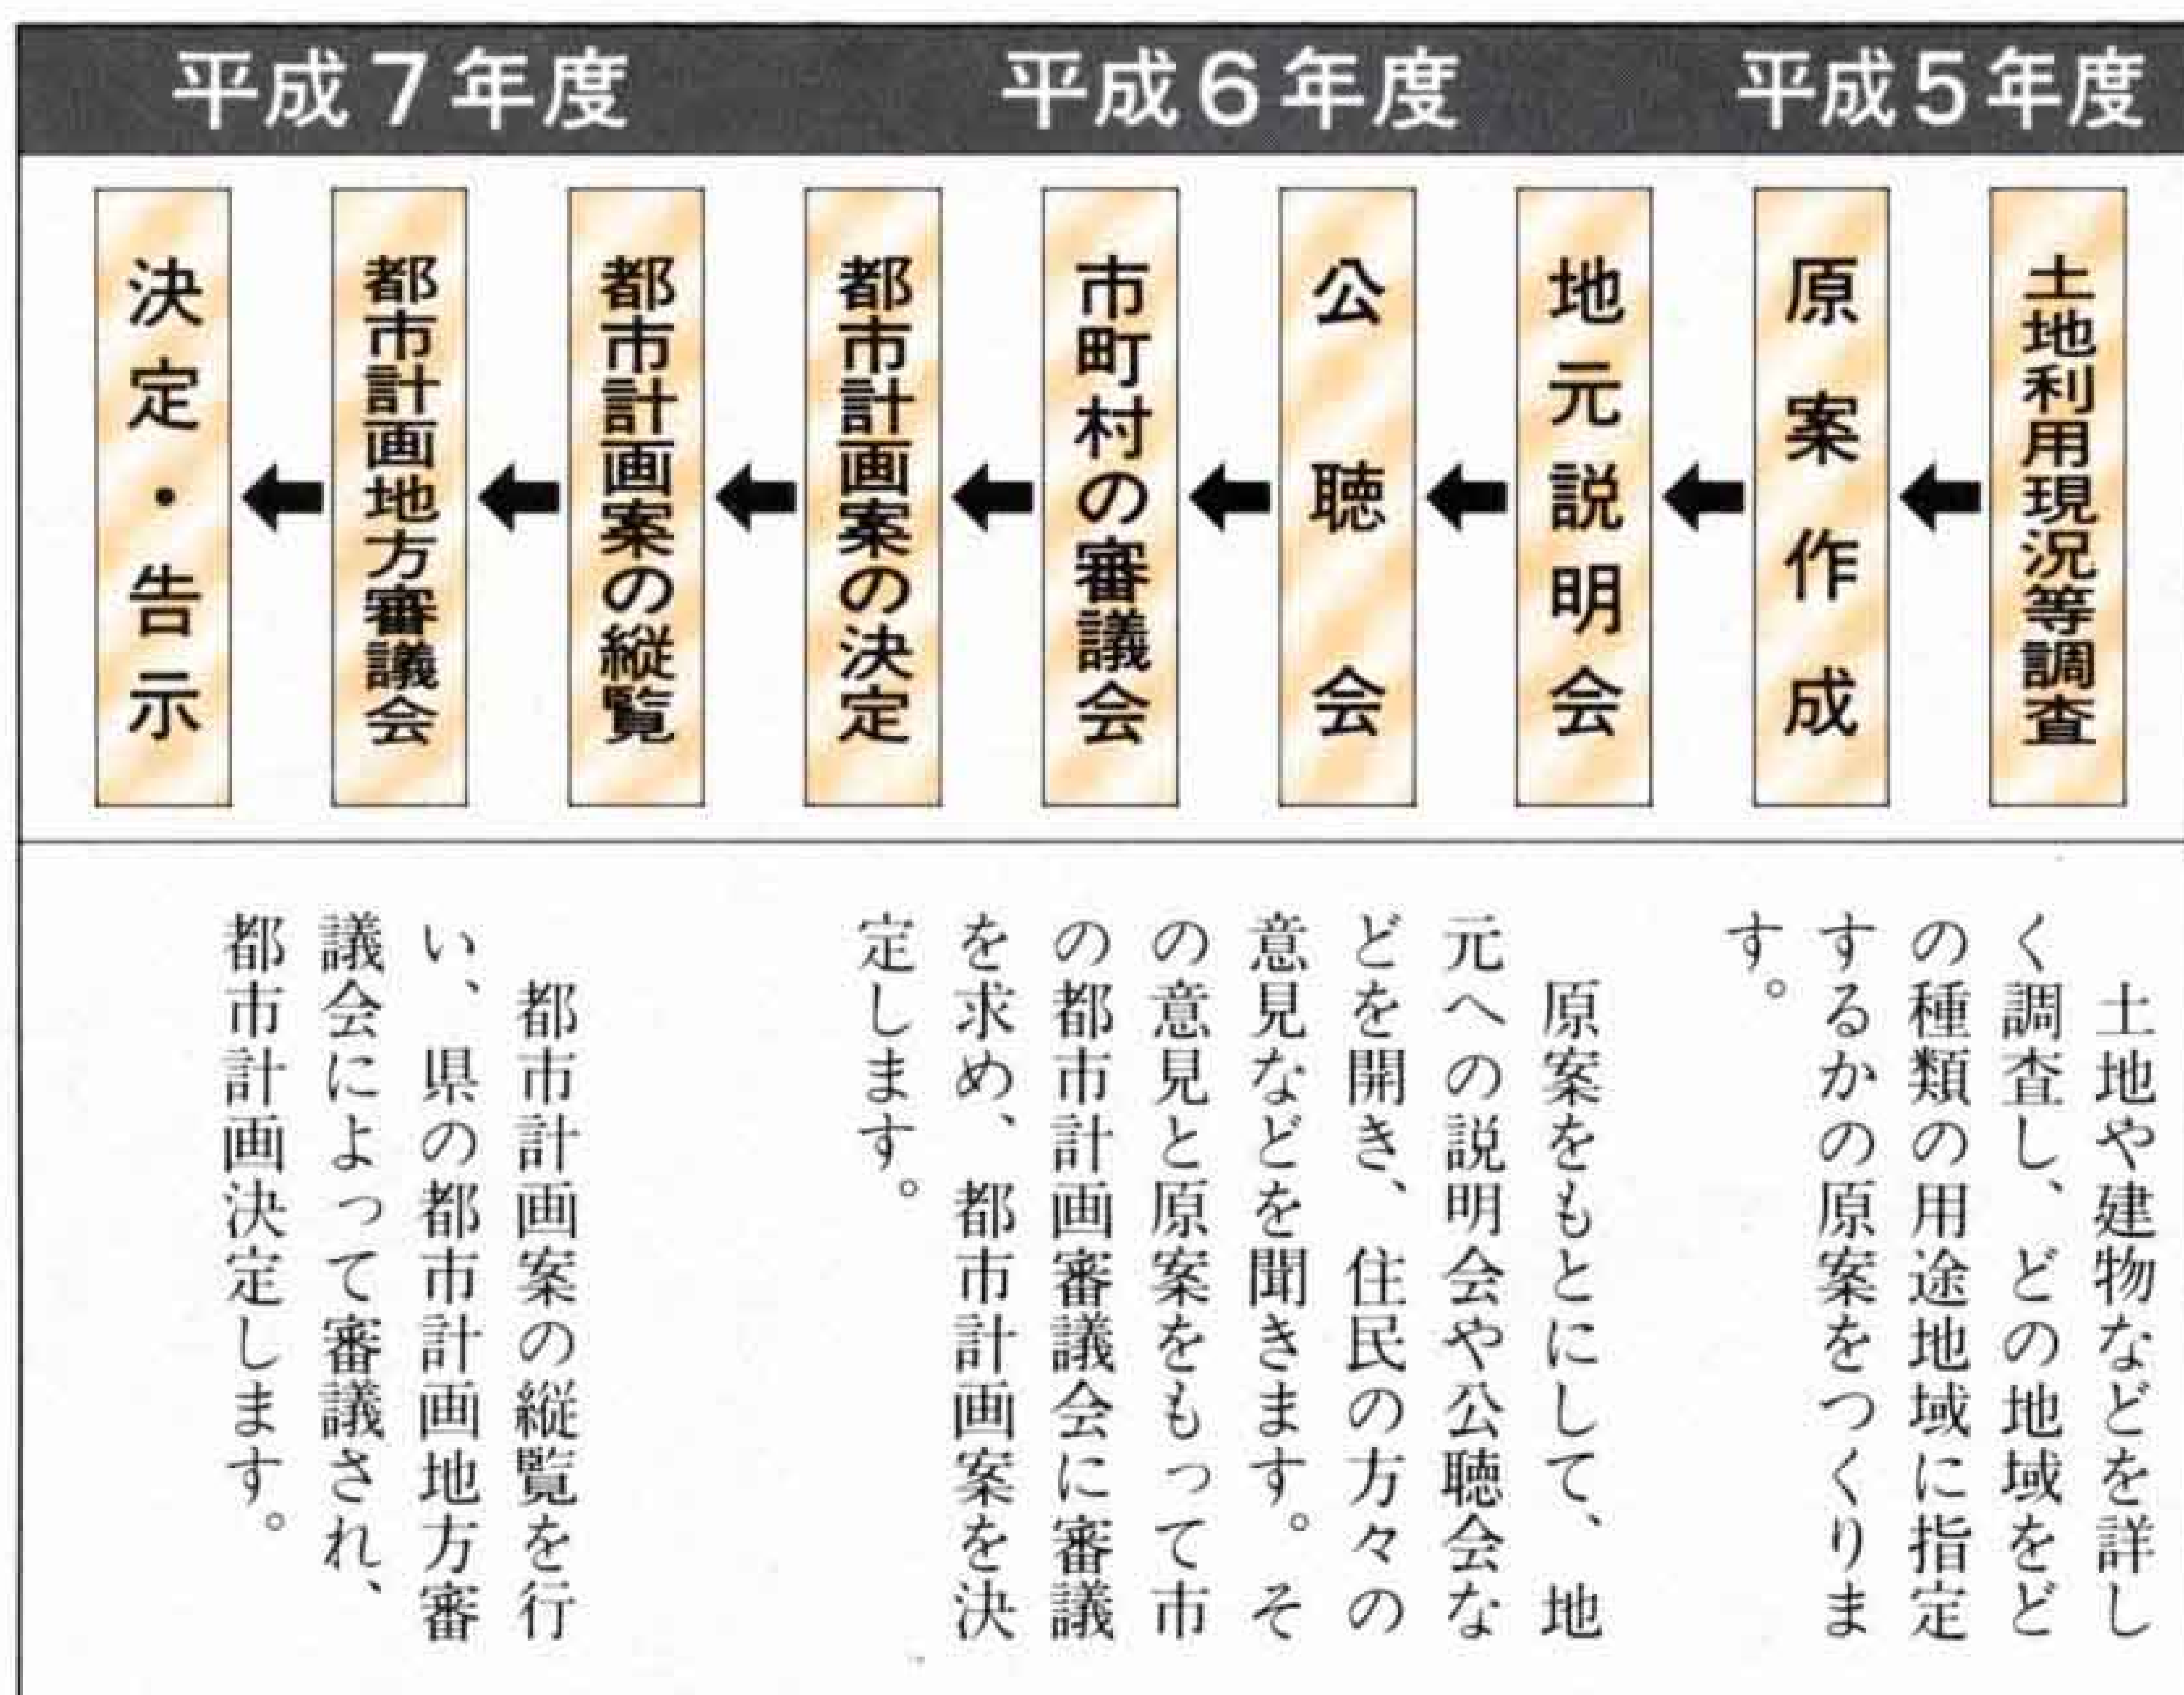 平成5年度
平成6年度
平成7年度
土地利用現況等調査
原案作成
地元説明会
公聴会
市町村の審議会
都市計画案の決定
都市計画案の縦覧
都市計画地方審議会
決定・告示
土地や建物などを詳し
く調査し、どの地域をど
の種類の用途地域に指定
するかの原案をつくりま
す。
原案をもとにして、地
元への説明会や公聴会な
どを開き、住民の方々の
意見などを聞きます。そ
の意見と原案をもって市
の都市計画審議会に審議
を求め、都市計画案を決
定します。
都市計画案の縦覧を行
い、県の都市計画地方審
議会によって審議され、
都市計画決定します。